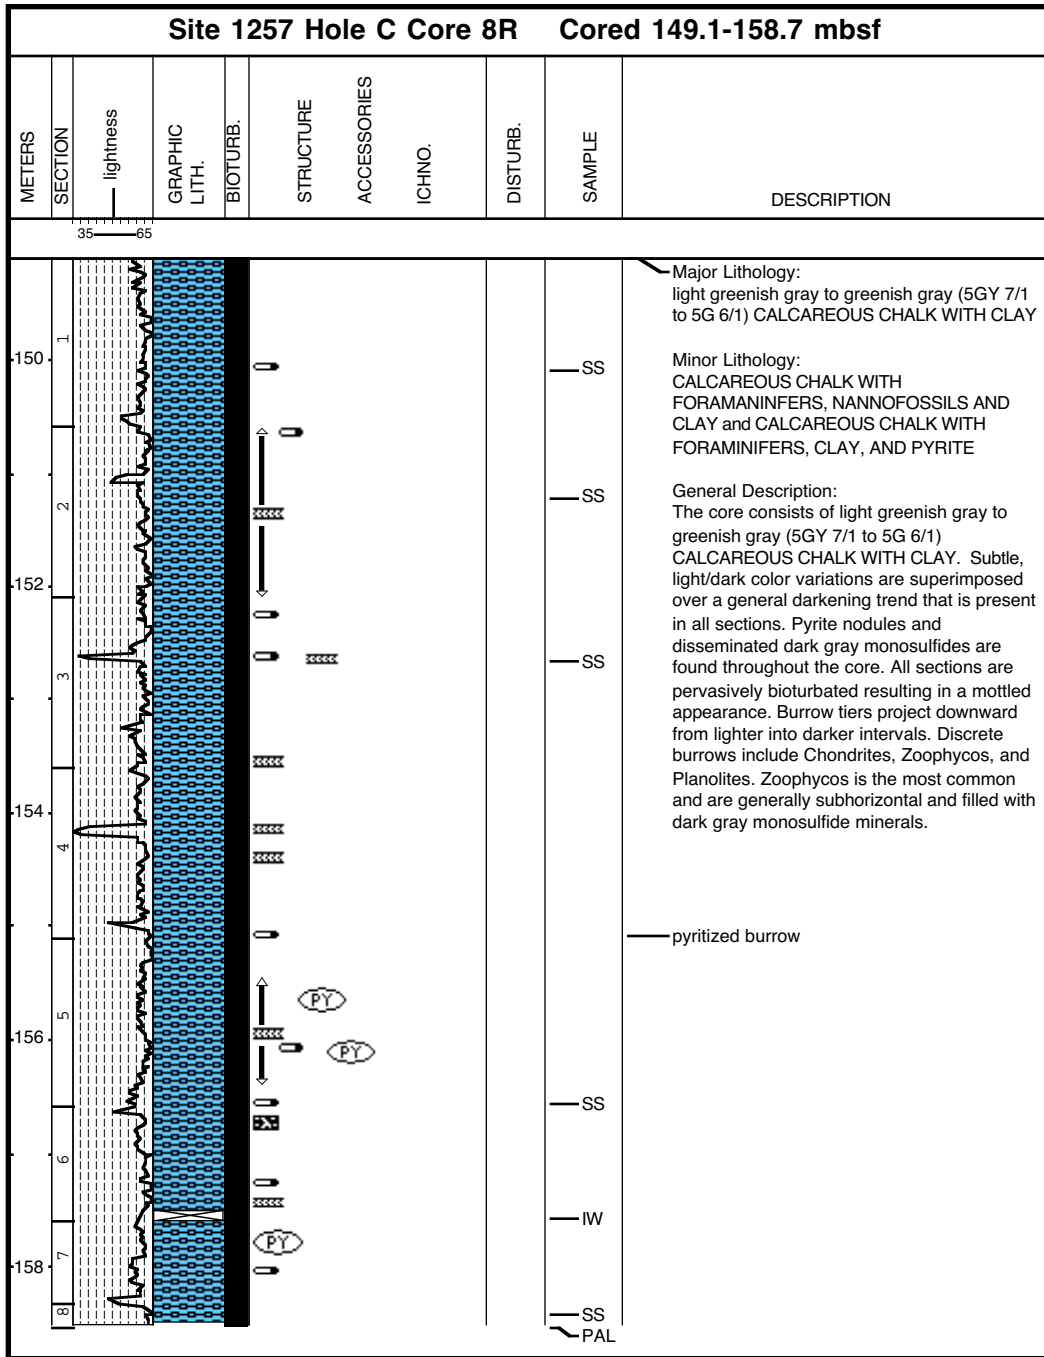 Site 1257 Hole C Core 8R Cored 149.1-158.7 mbsf
METERS
SECTION
lightness
GRAPHIC
LITH.
BIOTURB.
STRUCTURE
ACCESSORIES
ICHNO.
DISTURB.
SAMPLE
DESCRIPTION
35 65
Major Lithology:
light greenish gray to greenish gray (5GY 7/1
to 5G 6/1) CALCAREOUS CHALK WITH CLAY
1
150
SS
Minor Lithology:
CALCAREOUS CHALK WITH
FORAMANINFERS, NANNOFOSSILS AND
CLAY and CALCAREOUS CHALK WITH
FORAMINIFERS, CLAY, AND PYRITE
2
SS
General Description:
The core consists of light greenish gray to
greenish gray (5GY 7/1 to 5G 6/1)
CALCAREOUS CHALK WITH CLAY. Subtle,
light/dark color variations are superimposed
over a general darkening trend that is present
in all sections. Pyrite nodules and
disseminated dark gray monosulfides are
found throughout the core. All sections are
pervasively bioturbated resulting in a mottled
appearance. Burrow tiers project downward
from lighter into darker intervals. Discrete
burrows include Chondrites, Zoophycos, and
Planolites. Zoophycos is the most common
and are generally subhorizontal and filled with
dark gray monosulfide minerals.
152
3
SS
154
4
pyritized burrow
5
PY
156
PY
SS
6
IW
7
PY
158
8
SS
PAL